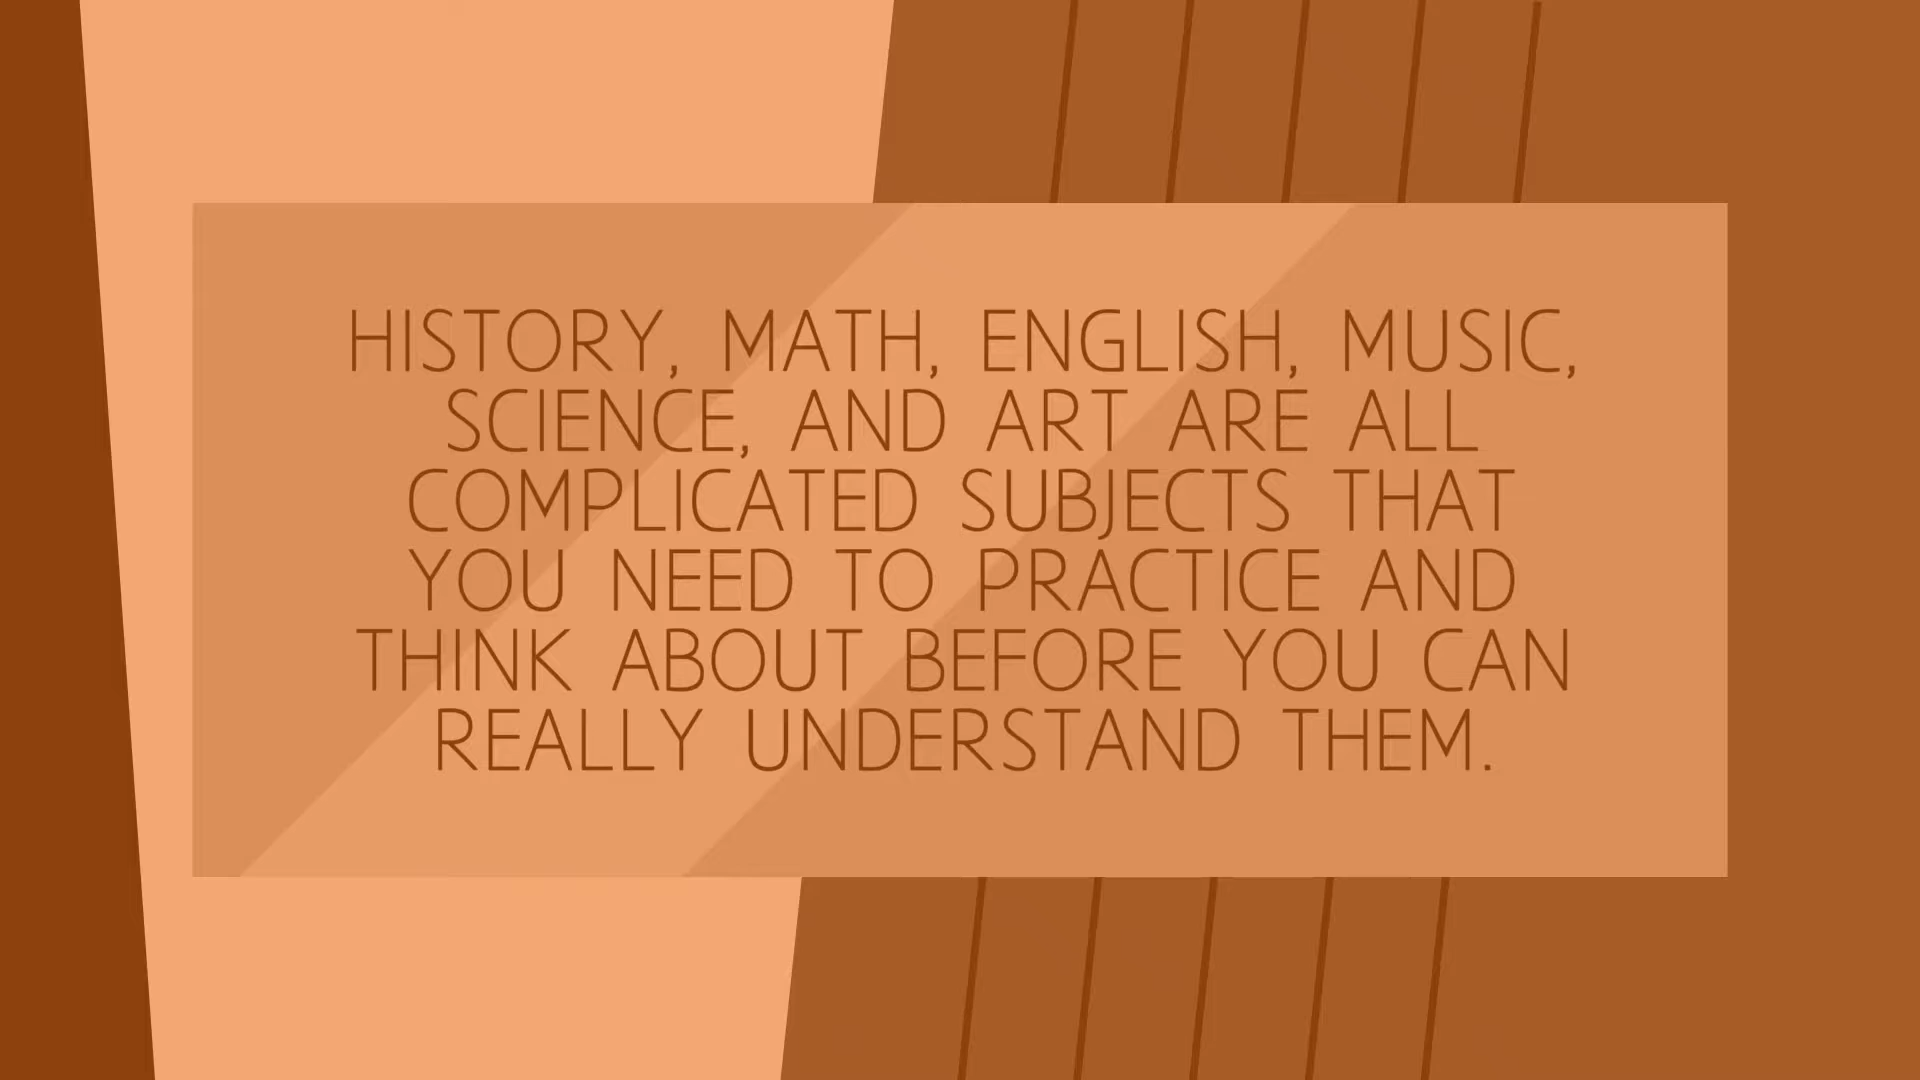 HISTORY, MATH, ENGLISH, MUSIC,
SCIENCE, AND ART ARE ALL
COMPLICATED SUBJECTS THAT
YOU NEED TO PRACTICE AND
THINK ABOUT BEFORE YOU CAN
REALLY UNDERSTAND THEM.